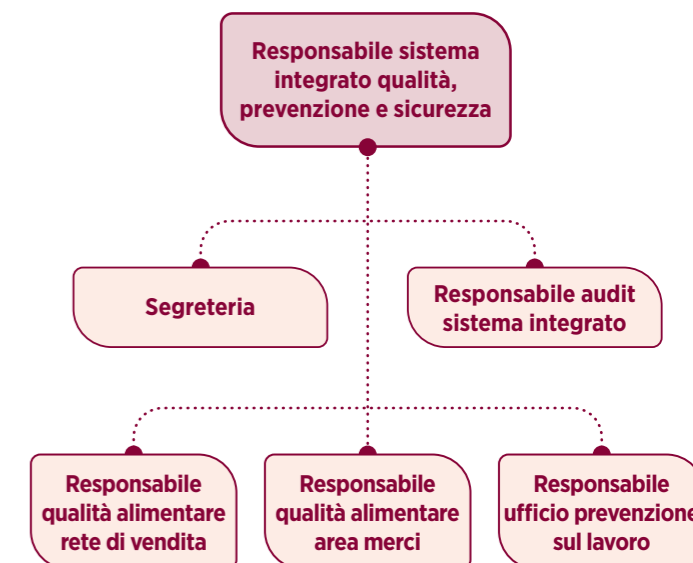 Responsabile sistema
integrato qualità,
prevenzione e sicurezza
Segreteria
Responsabile audit
sistema integrato
Responsabile
qualità alimentare
rete di vendita
Responsabile
qualità alimentare
area merci
Responsabile
ufficio prevenzione
sul lavoro